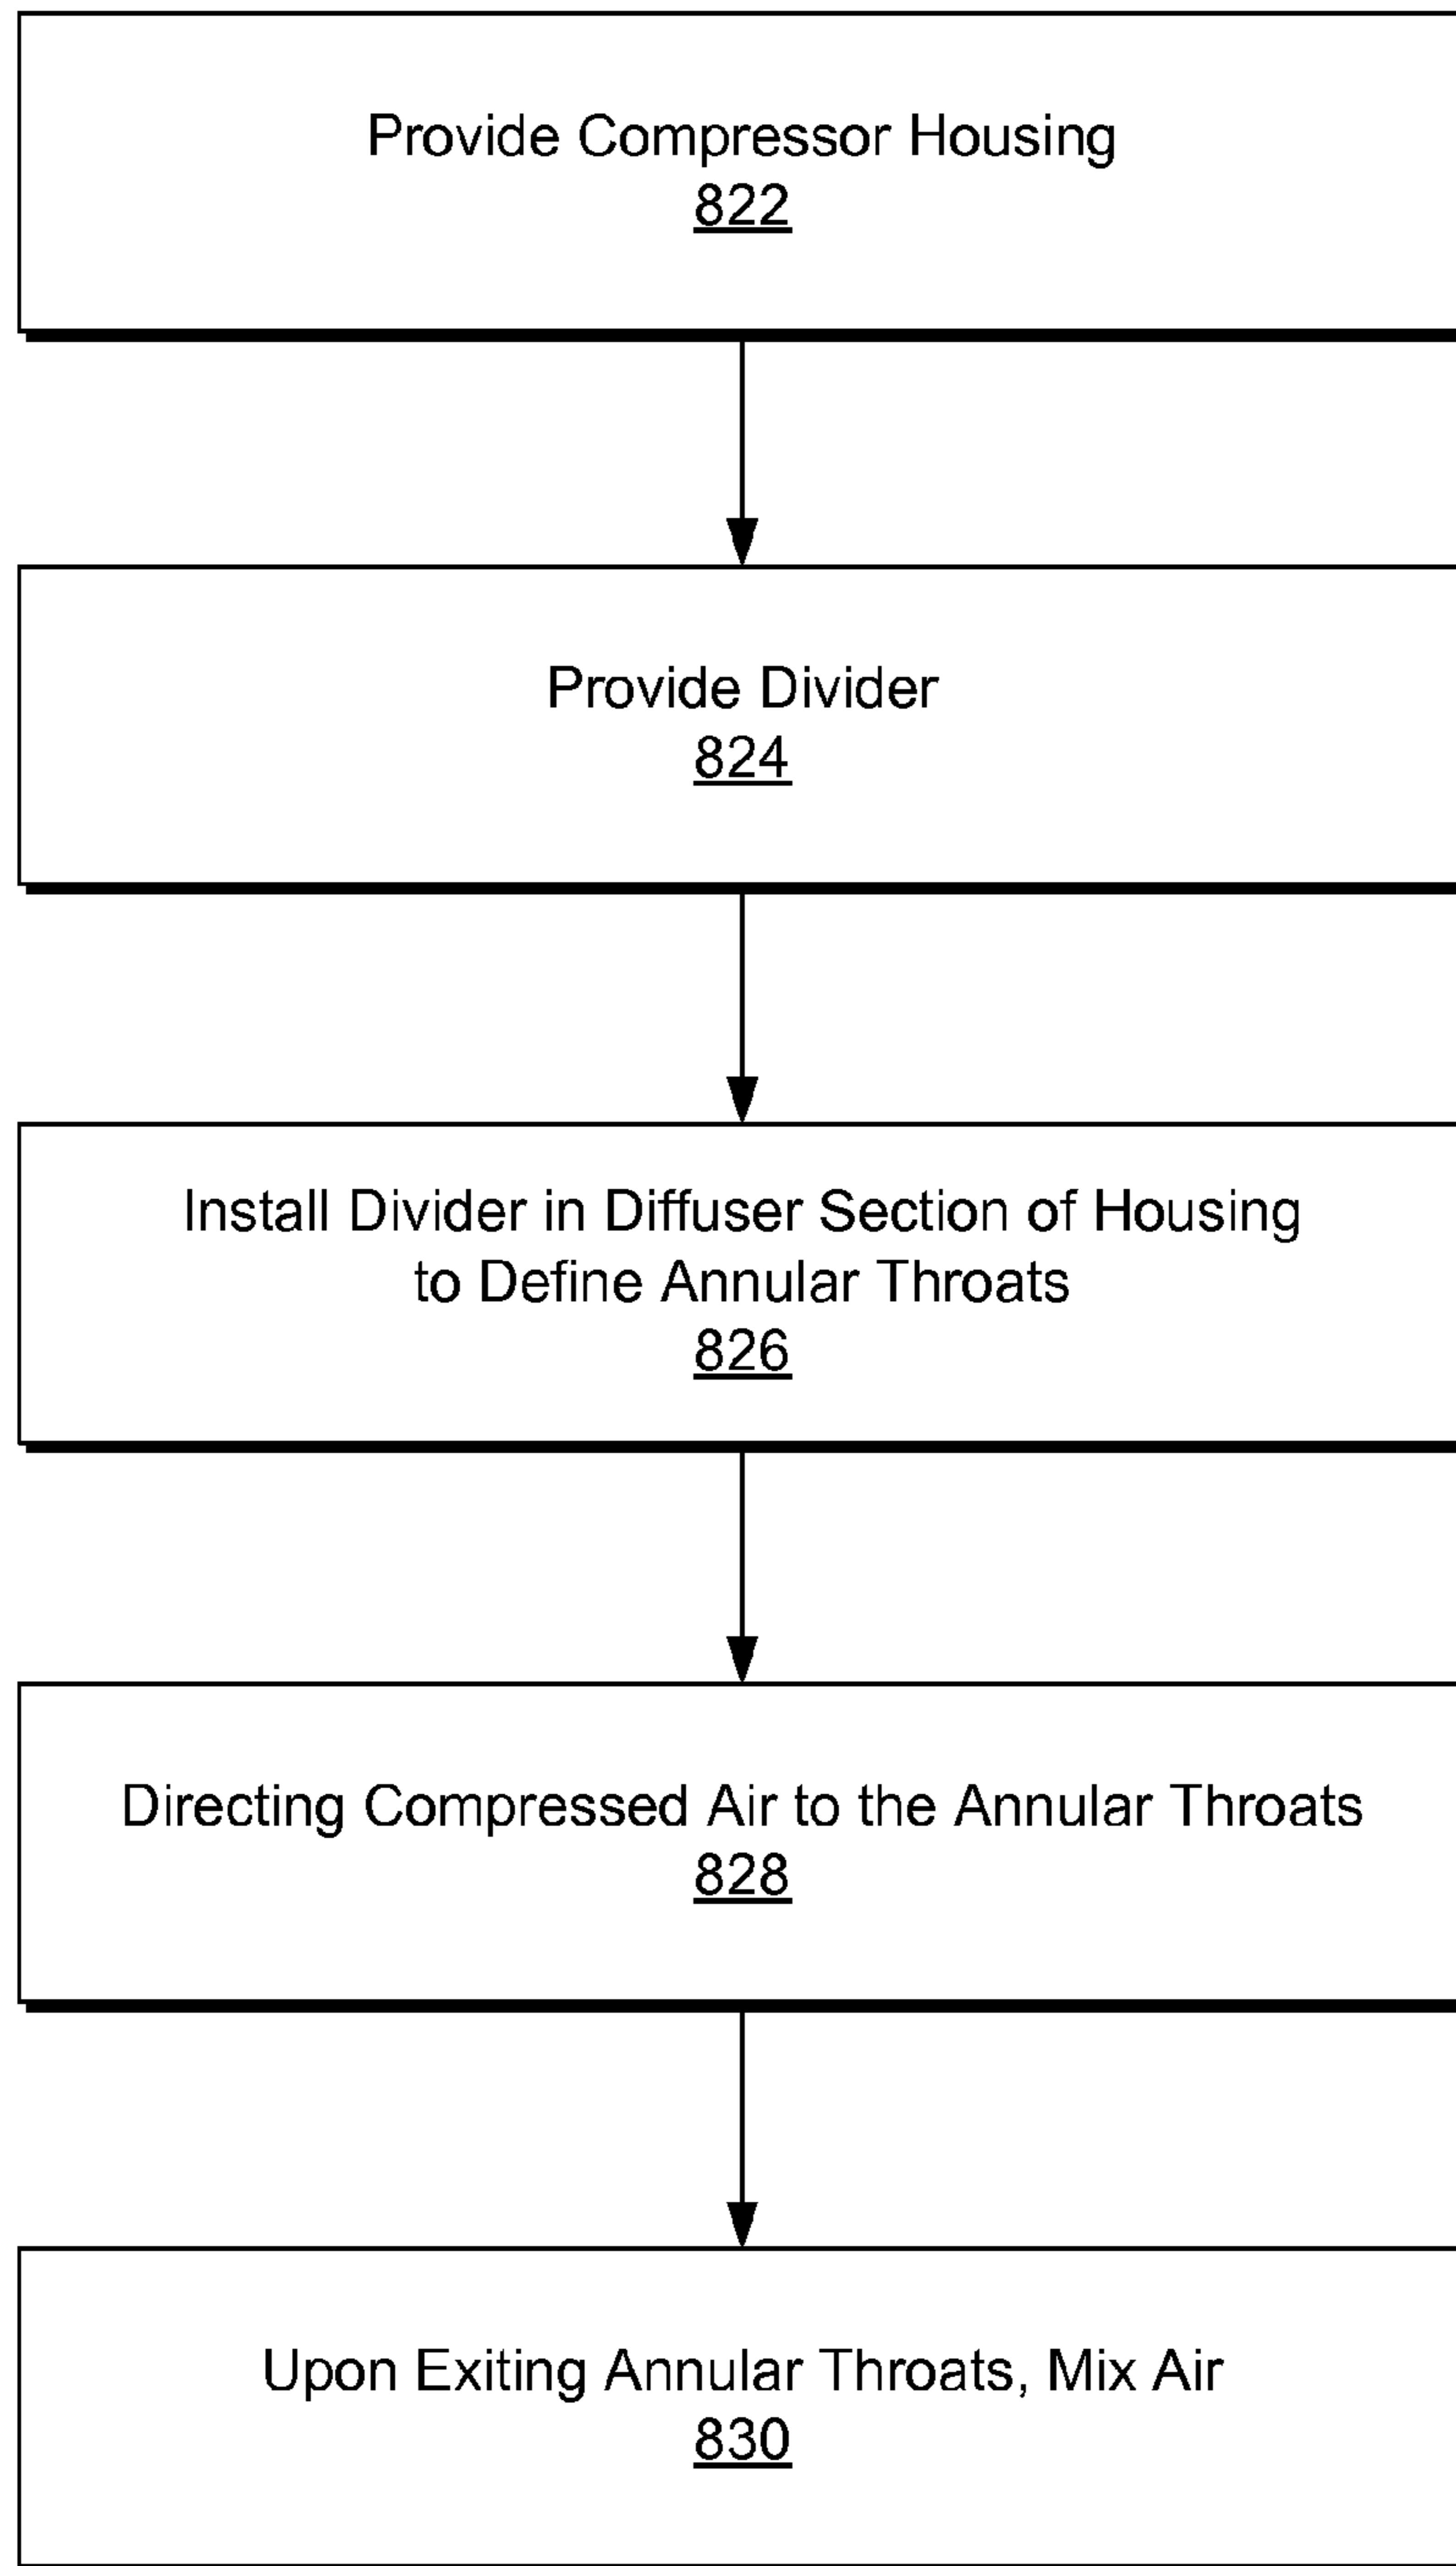 Provide Compressor Housing
822
Provide Divider
824
Install Divider in Diffuser Section of Housing
to Define Annular Throats
826
Directing Compressed Air to the Annular Throats
828
Upon Exiting Annular Throats, Mix Air
830